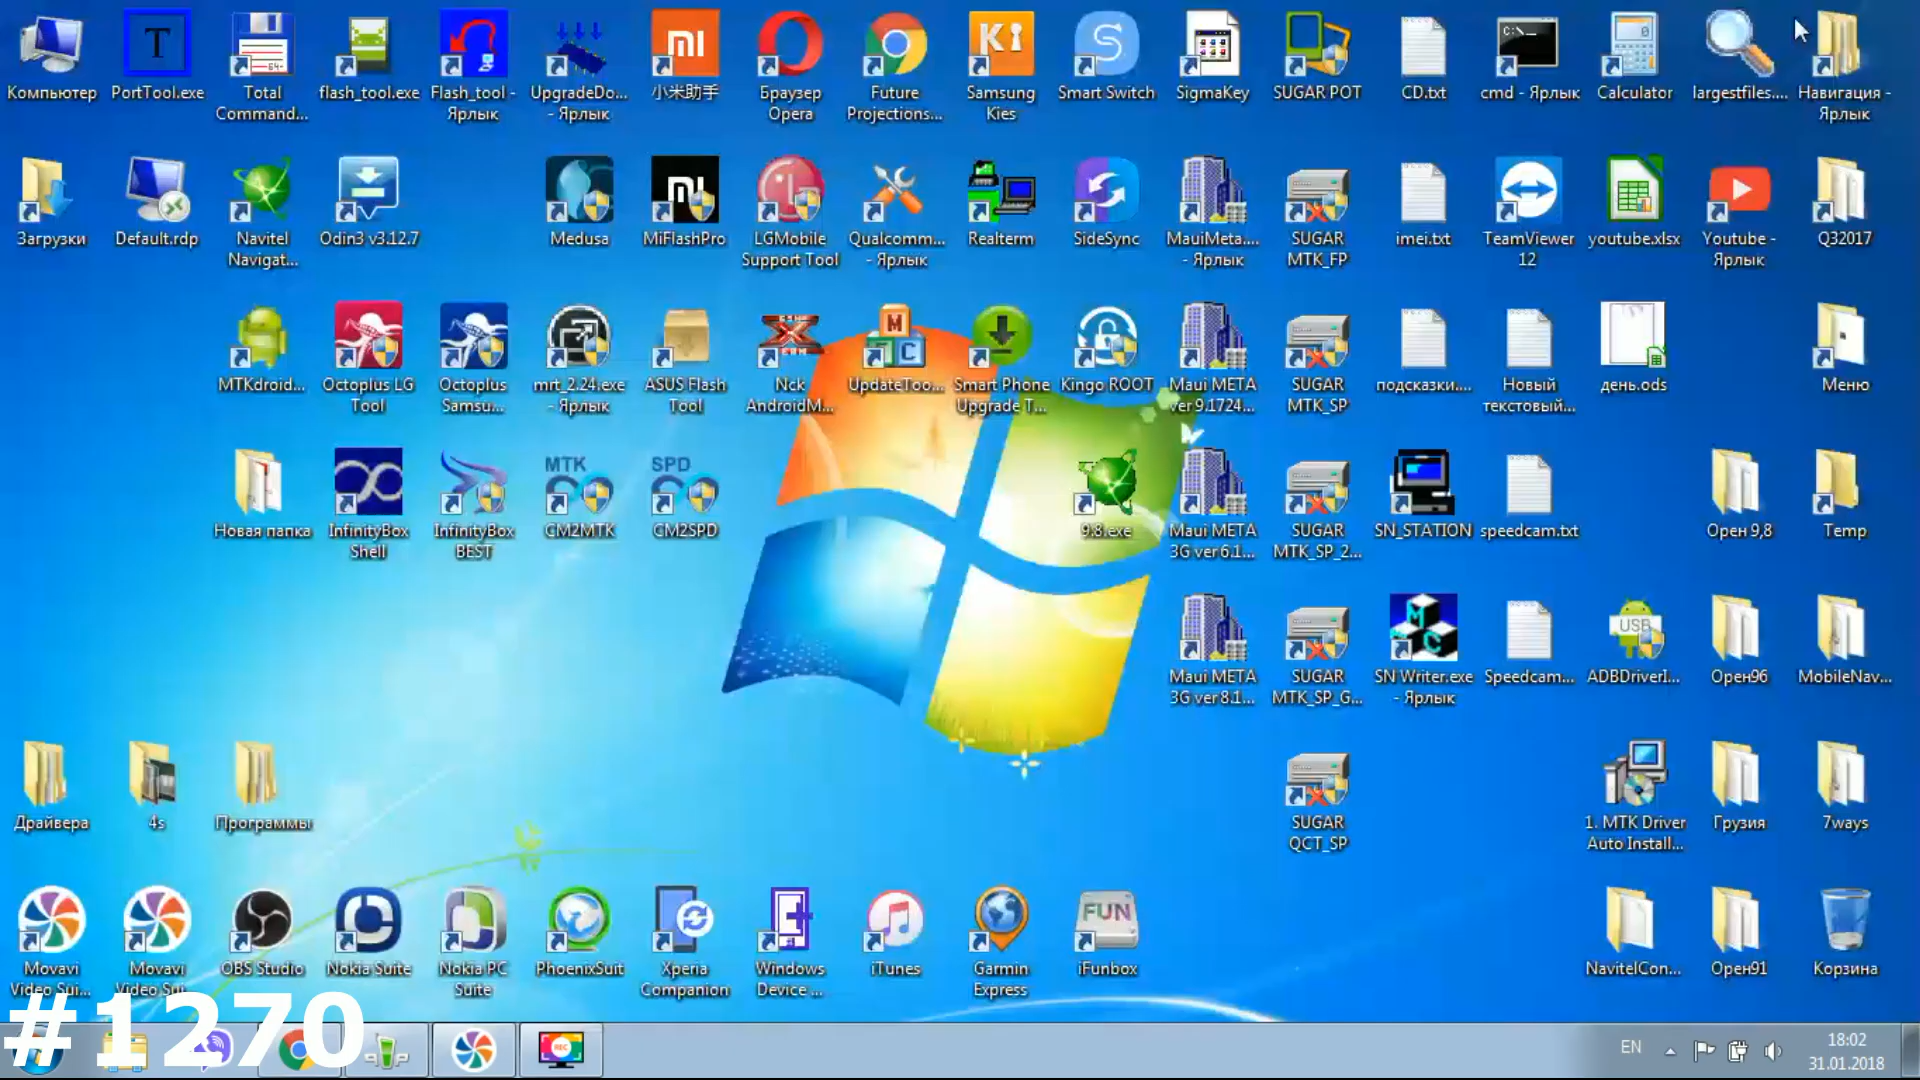 Компьютер
PortTool.exe
T
Total
Command...
flash_tool.exe
Flash_tool -
Ярлык
UpgradeDo...
- Ярлык
小米助手
Браузер
Opera
Future
Projections...
Ki
Samsung
Kies
S
Smart Switch
SigmaKey
SUGAR POT
CD.txt
C:\_
cmd - Ярлык
0
Calculator
largestfiles....
Навигация -
Ярлык
Загрузки
Default.rdp
Navitel
Navigat...
Odin3 v3.12.7
Medusa
MiFlashPro
LGMobile
Support Tool
Qualcomm...
- Ярлык
Realterm
SideSync
MauiMeta....
- Ярлык
SUGAR
MTK_FP
imei.txt
TeamViewer
12
youtube.xlsx
Youtube -
Ярлык
Q32017
MTKdroid...
Octoplus LG
Tool
Octoplus
Samsu...
mrt_2.24.exe
- Ярлык
ASUS Flash
Tool
Nck
AndroidM...
M
C
UpdateToo...
Smart Phone
Upgrade T...
Kingo ROOT
Maui META
ver 9.1724...
SUGAR
MTK_SP
подсказки....
Новый
текстовый...
день.ods
Меню
Новая папка
InfinityBox
Shell
InfinityBox
BEST
MTK
CM2MTK
SPD
CM2SPD
9.8.exe
Maui META
3G ver 6.1...
SUGAR
MTK_SP_2...
SN_STATION
speedcam.txt
Орен 9,8
Temp
Maui META
3G ver 8.1...
SUGAR
MTK_SP_G...
M
C
SN Writer.exe
- Ярлык
Speedcam...
USB
ADBDriverI...
Орен96
MobileNav...
Драйвера
4s
Программы
SUGAR
QCT_SP
1. MTK Driver
Auto Install...
Грузия
7ways
Movavi
Video Sui...
Movavi
Video Sui...
OBS Studio
Nokia Suite
Nokia PC
Suite
PhoenixSuit
Xperia
Companion
Windows
Device ...
iTunes
Garmin
Express
FUN
iFunbox
NavitelCon...
Орен91
Корзина
#1270
REC
EN
18:02
31.01.2018